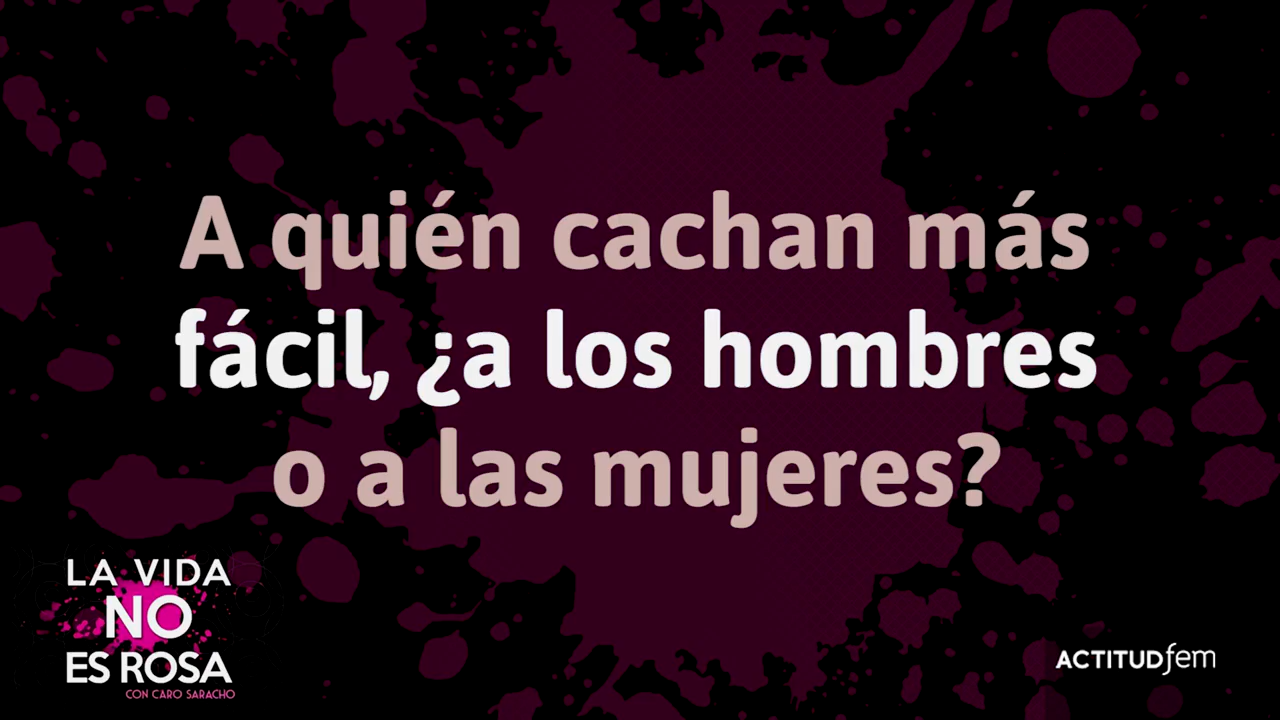 A quién cachan más
fácil, ¿a los hombres
o a las mujeres?
LA VIDA
NO
ES ROSA
CON CARO SARACHO
ACTITUDfem